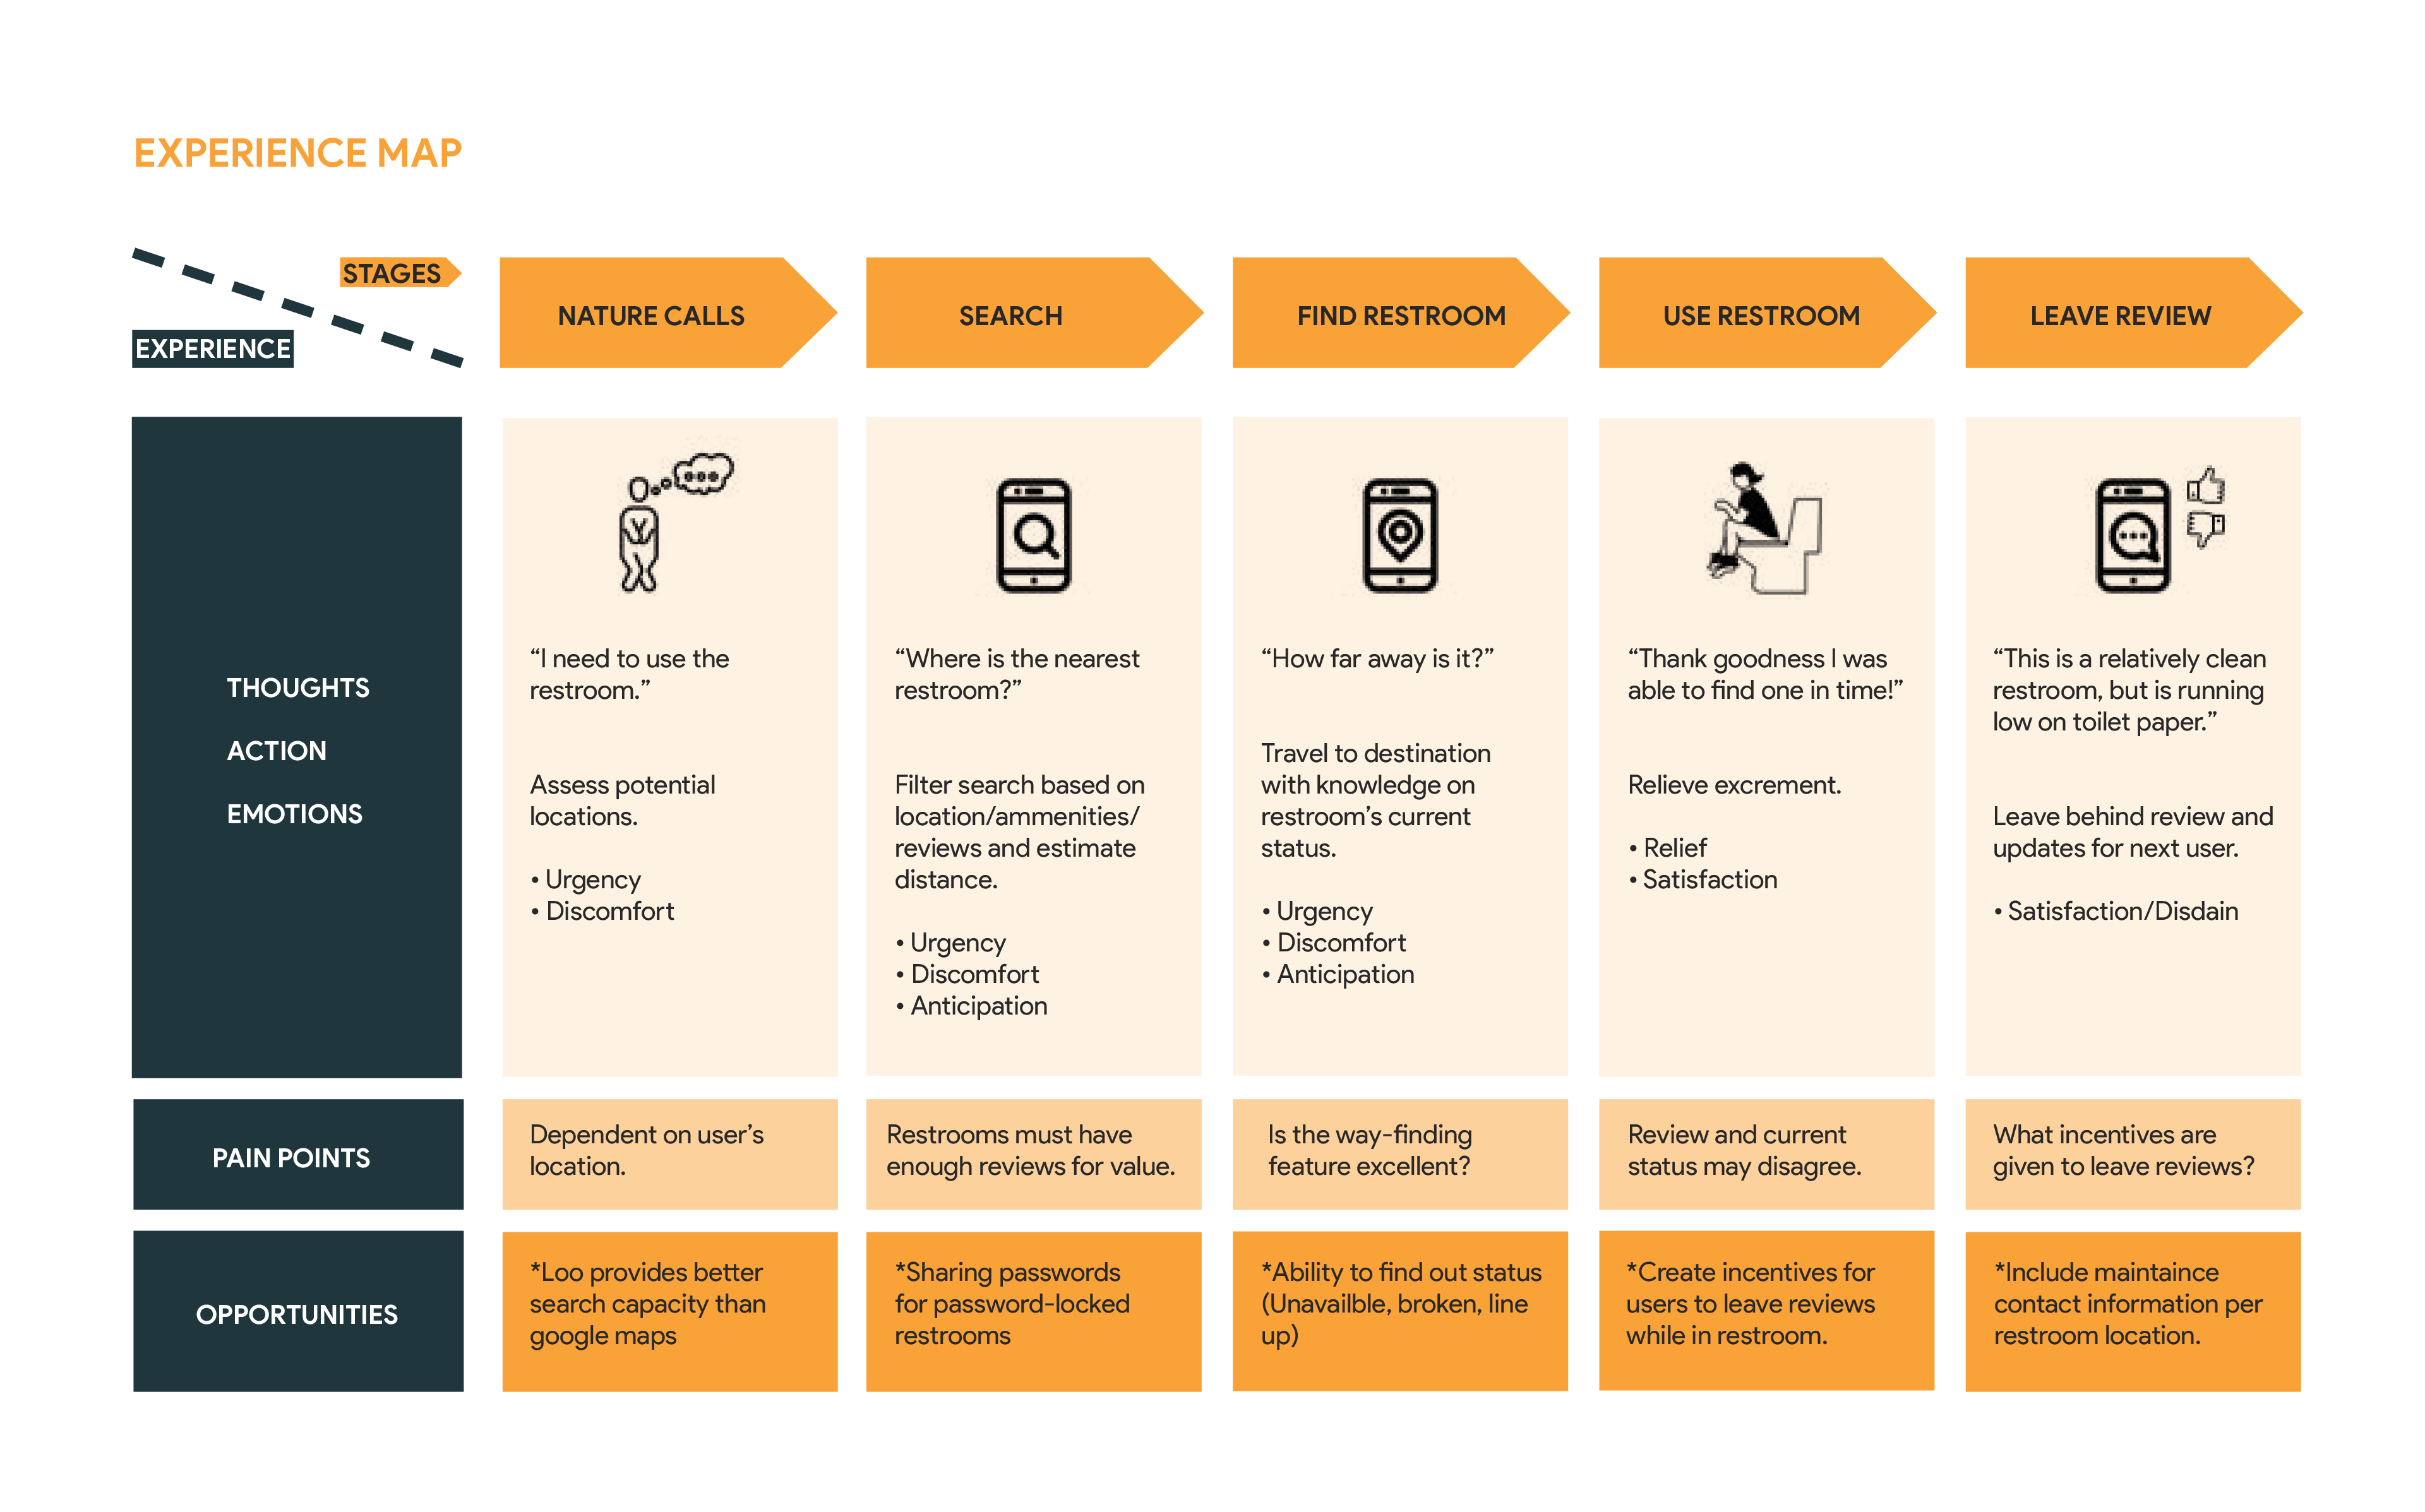 EXPERIENCE MAP
STAGES
EXPERIENCE
NATURE CALLS
SEARCH
FIND RESTROOM
USE RESTROOM
LEAVE REVIEW
THOUGHTS
ACTION
EMOTIONS
“I need to use the
restroom.”
Assess potential
locations.
• Urgency
• Discomfort
“Where is the nearest
restroom?”
Filter search based on
location/ammenities/
reviews and estimate
distance.
• Urgency
• Discomfort
• Anticipation
“How far away is it?”
Travel to destination
with knowledge on
restroom’s current
status.
• Urgency
• Discomfort
• Anticipation
“Thank goodness I was
able to find one in time!”
Relieve excrement.
• Relief
• Satisfaction
“This is a relatively clean
restroom, but is running
low on toilet paper.”
Leave behind review and
updates for next user.
• Satisfaction/Disdain
PAIN POINTS
Dependent on user’s
location.
Restrooms must have
enough reviews for value.
Is the way-finding
feature excellent?
Review and current
status may disagree.
What incentives are
given to leave reviews?
OPPORTUNITIES
*Loo provides better
search capacity than
google maps
*Sharing passwords
for password-locked
restrooms
*Ability to find out status
(Unavailble, broken, line
up)
*Create incentives for
users to leave reviews
while in restroom.
*Include maintaince
contact information per
restroom location.